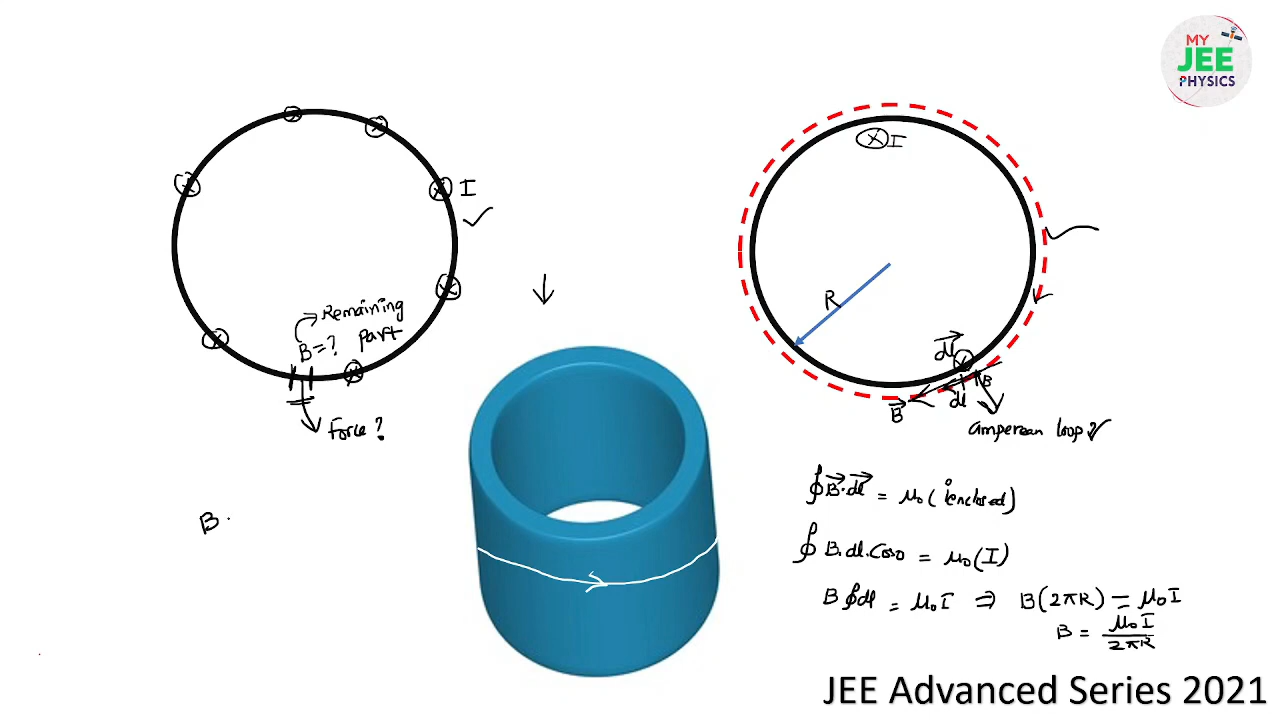 MY
JEE
PHYSICS
I
Remaining
B=? part
Force?
B.
I
R
dl
B
dl
B
amperean loop
∮B⃗.dl⃗ = μ₀(ienclosed)
∮ B.dl.cos0 = μ₀(I)
B∮dl = μ₀I ⇒ B(2πR) = μ₀I
B = μ₀I/2πR
JEE Advanced Series 2021